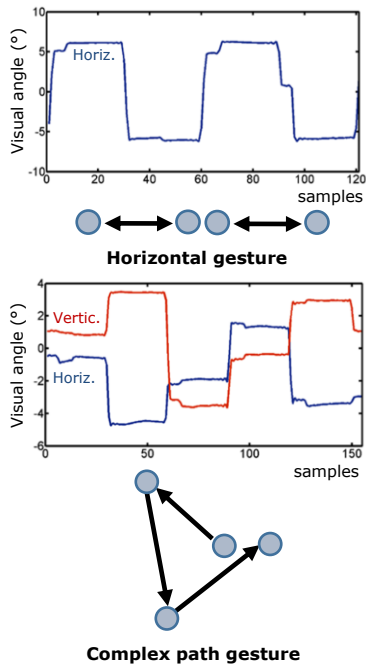 10
5
0
-5
-10
Visual angle (°)
Horiz.
0 20 40 60 80 100 120
samples
Horizontal gesture
4
2
0
-2
-4
-6
Visual angle (°)
Vertic.
Horiz.
0 50 100 150
samples
Complex path gesture